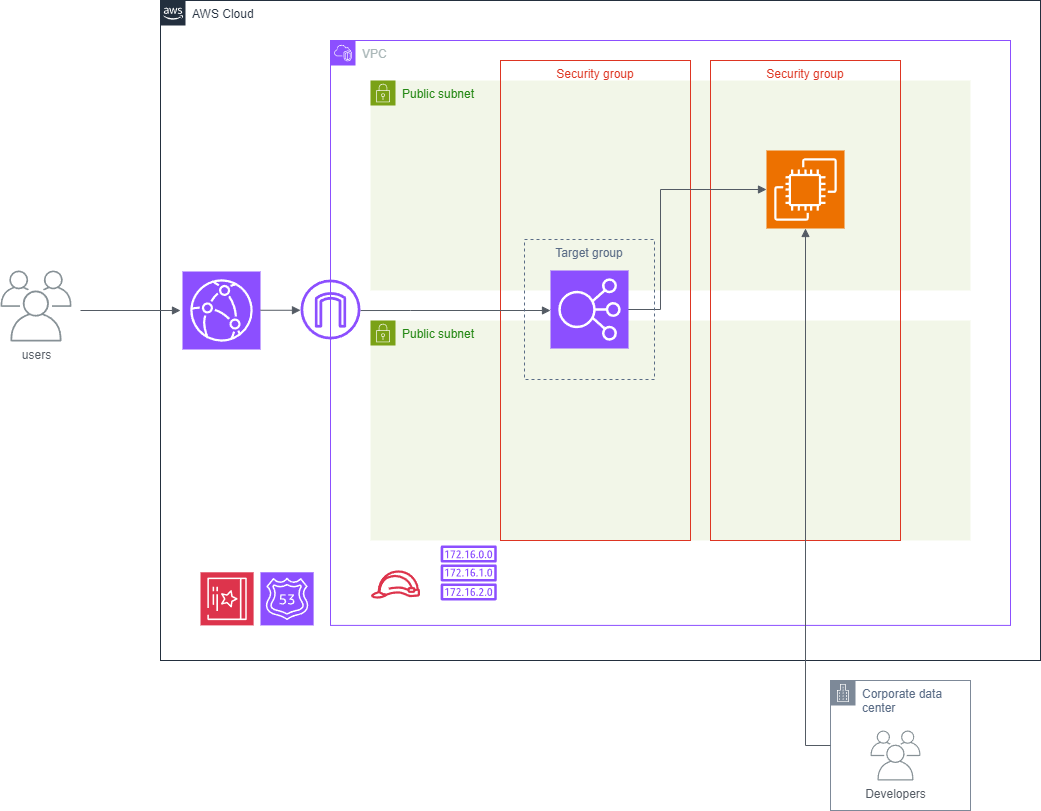 aws
AWS Cloud
VPC
Security group
Security group
Public subnet
Target group
users
Public subnet
172.16.0.0
172.16.1.0
172.16.2.0
53
Corporate data
center
Developers